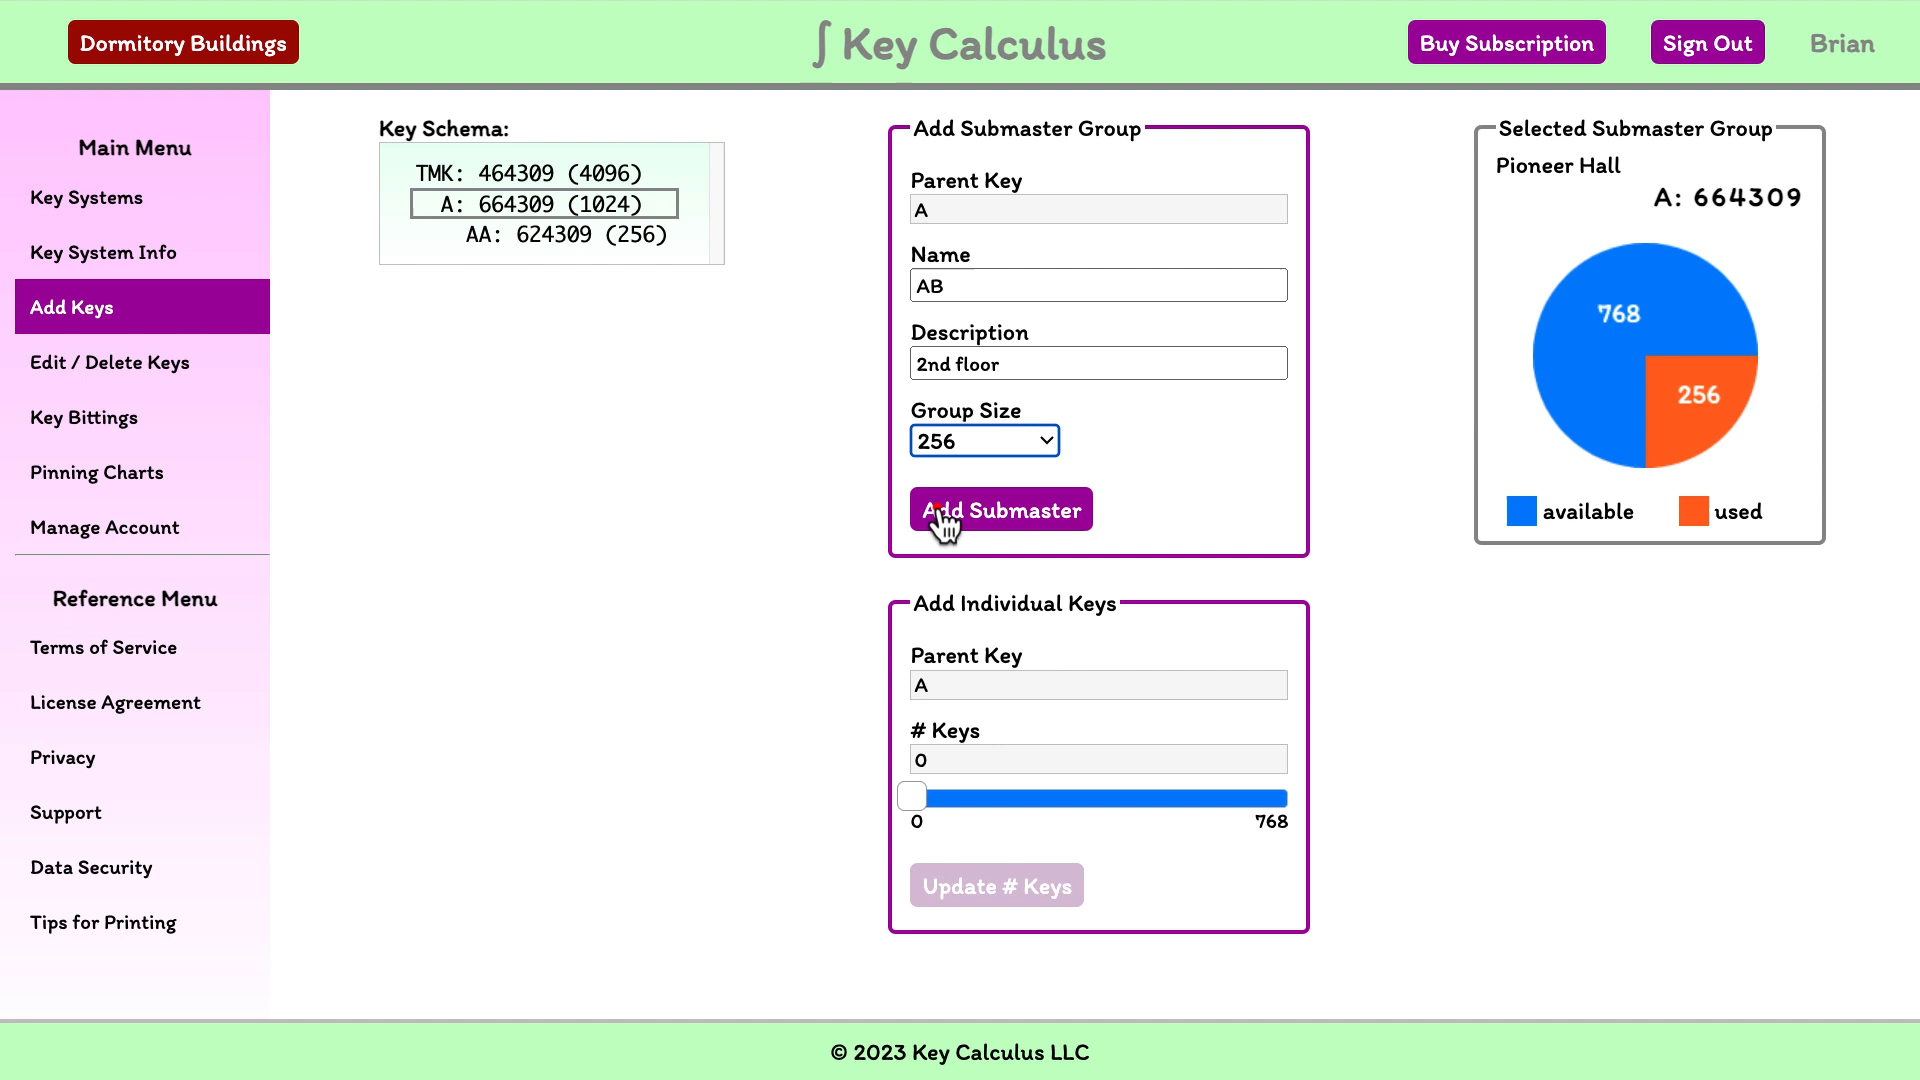 Dormitory Buildings
∫ Key Calculus
Buy Subscription
Sign Out
Brian
Main Menu
Key Systems
Key System Info
Add Keys
Edit / Delete Keys
Key Bittings
Pinning Charts
Manage Account
Reference Menu
Terms of Service
License Agreement
Privacy
Support
Data Security
Tips for Printing
Key Schema:
TMK: 464309 (4096)
A: 664309 (1024)
AA: 624309 (256)
Add Submaster Group
Parent Key
A
Name
AB
Description
2nd floor
Group Size
256
Add Submaster
Add Individual Keys
Parent Key
A
# Keys
0
0 768
Update # Keys
Selected Submaster Group
Pioneer Hall
A: 664309
768
256
available used
© 2023 Key Calculus LLC